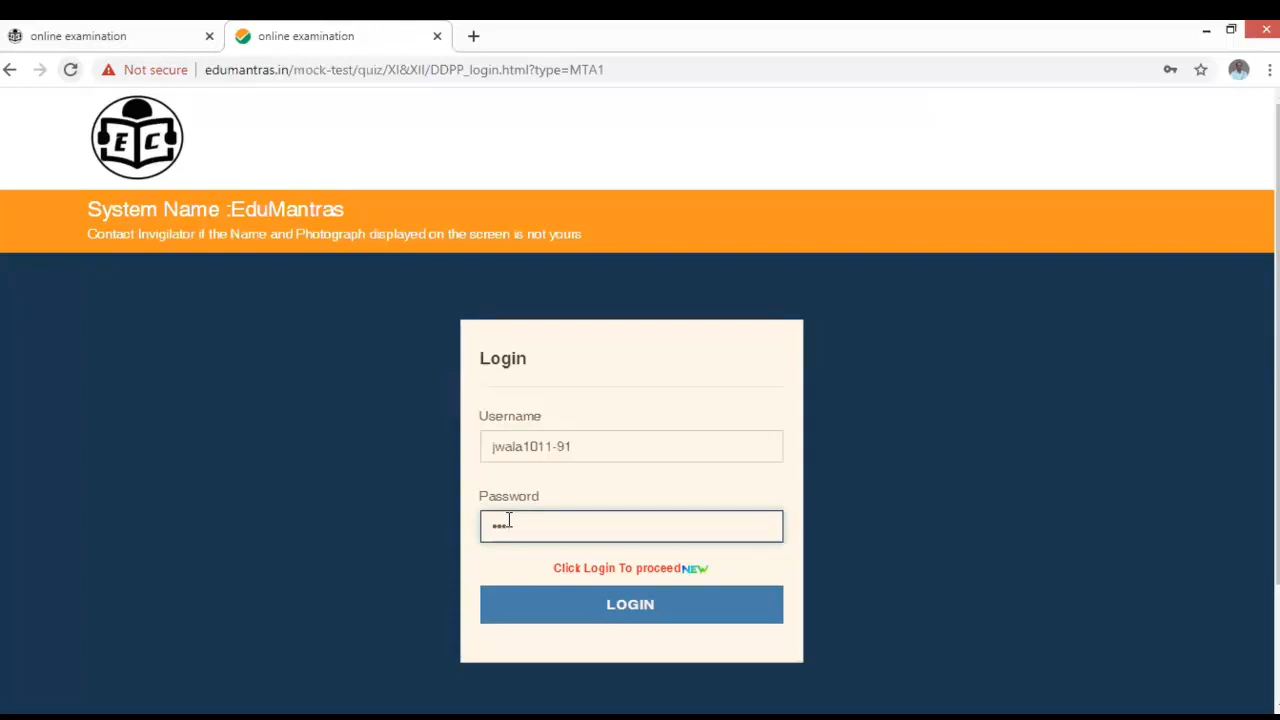 online examination
online examination
Not secure edumantras.in/mock-test/quiz/XI&XII/DDPP_login.html?type=MTA1
E C
System Name :EduMantras
Contact Invigilator if the Name and Photograph displayed on the screen is not yours
Login
Username
jwala1011-91
Password
Click Login To proceed NEW
LOGIN